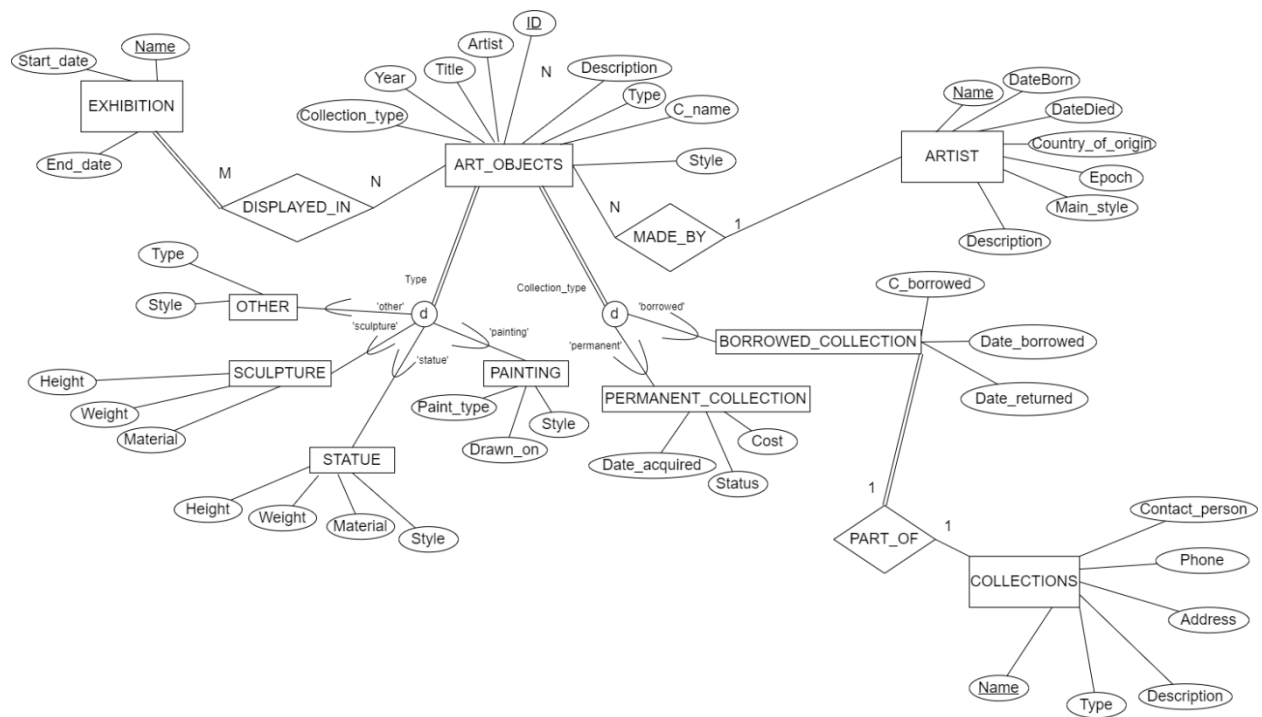 ID
Name
Artist
Start_date
Title
N
Description
DateBorn
Year
Type
Name
EXHIBITION
Collection_type
C_name
DateDied
Country_of_origin
ARTIST
End_date
ART_OBJECTS
Style
Epoch
M
N
DISPLAYED_IN
N
MADE_BY
1
Main_style
Description
Type
Type
Collection_type
C_borrowed
Style
OTHER
'other'
d
'sculpture'
'painting'
'statue'
d
'borrowed'
'permanent'
BORROWED_COLLECTION
Date_borrowed
Height
SCULPTURE
PAINTING
PERMANENT_COLLECTION
Date_returned
Weight
Material
Paint_type
Style
Drawn_on
Cost
Date_acquired
Status
STATUE
Height
Weight
Material
Style
1
PART_OF
1
Contact_person
Phone
COLLECTIONS
Address
Name
Type
Description